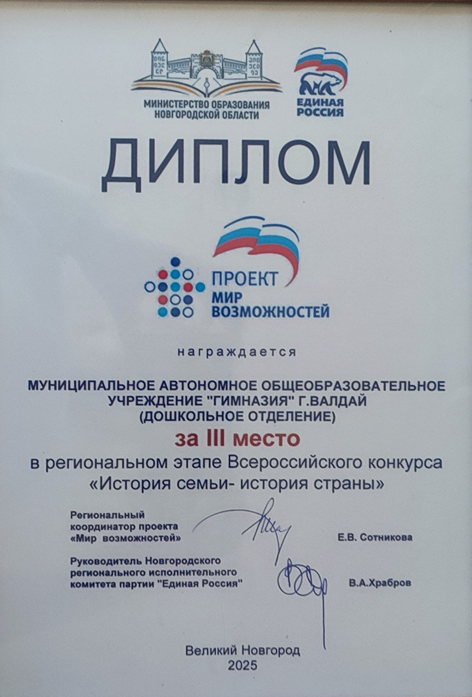 МИНИСТЕРСТВО ОБРАЗОВАНИЯ
НОВГОРОДСКОЙ ОБЛАСТИ
ЕДИНАЯ
РОССИЯ
ДИПЛОМ
ПРОЕКТ
МИР
ВОЗМОЖНОСТЕЙ
награждается
МУНИЦИПАЛЬНОЕ АВТОНОМНОЕ ОБЩЕОБРАЗОВАТЕЛЬНОЕ
УЧРЕЖДЕНИЕ "ГИМНАЗИЯ" Г.ВАЛДАЙ
(ДОШКОЛЬНОЕ ОТДЕЛЕНИЕ)
за III место
в региональном этапе Всероссийского конкурса
«История семьи- история страны»
Региональный
координатор проекта
«Мир возможностей»
Е.В. Сотникова
Руководитель Новгородского
регионального исполнительного
комитета партии "Единая Россия"
В.А.Храбров
Великий Новгород
2025